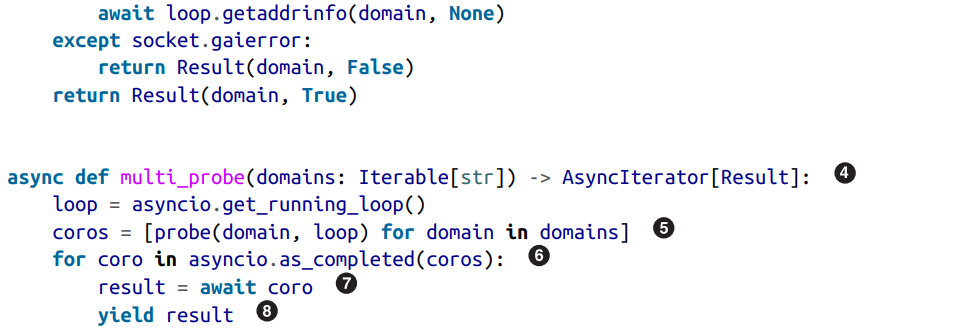 await loop.getaddrinfo(domain, None)
    except socket.gaierror:
        return Result(domain, False)
    return Result(domain, True)
async def multi_probe(domains: Iterable[str]) -> AsyncIterator[Result]: ❹
    loop = asyncio.get_running_loop()
    coros = [probe(domain, loop) for domain in domains] ❺
    for coro in asyncio.as_completed(coros): ❻
        result = await coro ❼
        yield result ❽